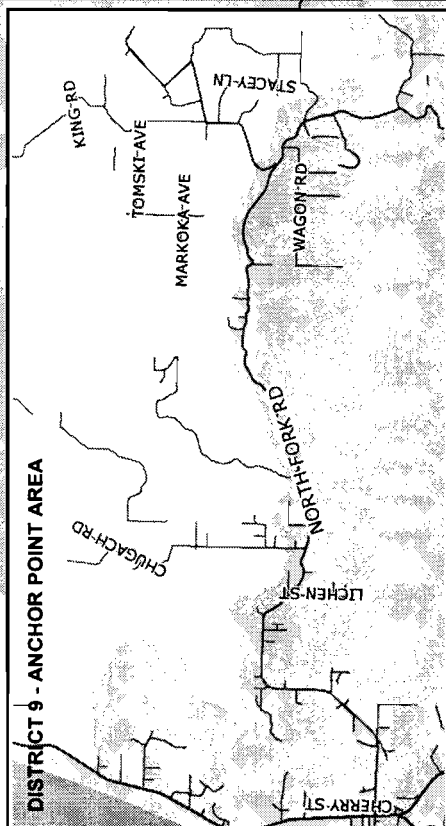 DISTRICT 9 - ANCHOR POINT AREA
KING-RD
STACEY-LN
TOMSKI-AVE
MARKOKA-AVE
WAGON-RD
NORTH-FORK-RD
CHUGACH-RD
LICHEN-ST
CHERRY-ST